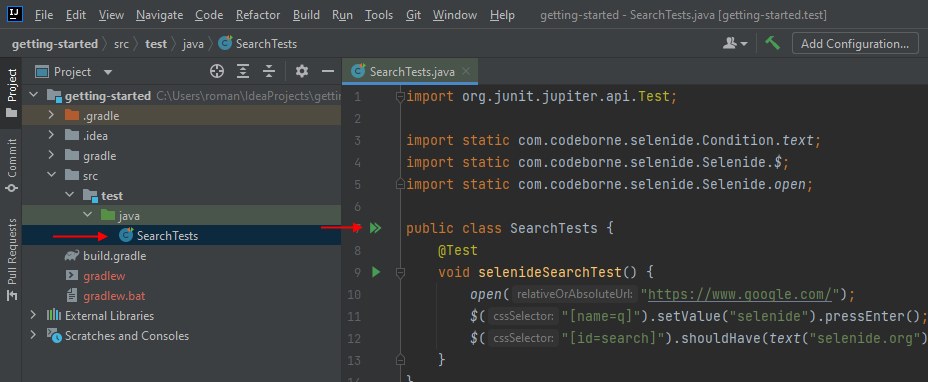 IJ File Edit View Navigate Code Refactor Build Run Tools Git Window Help getting-started - SearchTests.java [getting-started.test]
getting-started src test java SearchTests Add Configuration...
Project
SearchTests.java
Project
Commit
Pull Requests
getting-started C:\Users\roman\IdeaProjects\gettin
.gradle
.idea
gradle
src
test
java
SearchTests
build.gradle
gradlew
gradlew.bat
External Libraries
Scratches and Consoles
1 import org.junit.jupiter.api.Test;
2
3 import static com.codeborne.selenide.Condition.text;
4 import static com.codeborne.selenide.Selenide.$;
5 import static com.codeborne.selenide.Selenide.open;
6
public class SearchTests {
8 @Test
9 void selenideSearchTest() {
10 open( relativeOrAbsoluteUrl: "https://www.google.com/");
11 $( cssSelector: "[name=q]").setValue("selenide").pressEnter();
12 $( cssSelector: "[id=search]").shouldHave(text("selenide.org")
13 }